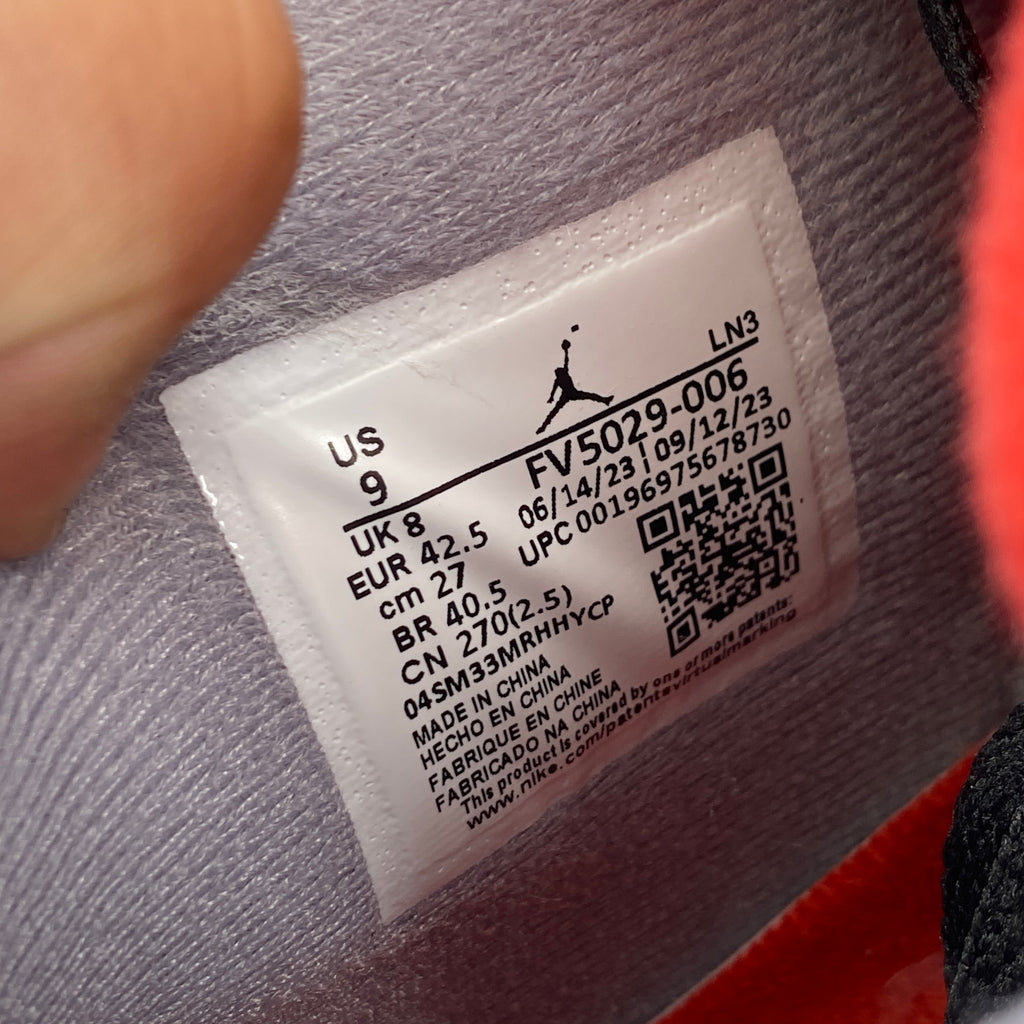 LN3
US
9
FV5029-006
06/14/23 | 09/12/23
UPC 00196975678730
UK 8
EUR 42.5
cm 27
BR 40.5
CN 270(2.5)
04SM33MRHHYCP
MADE IN CHINA
HECHO EN CHINA
FABRIQUE EN CHINE
FABRICADO NA CHINA
This product is covered by one or more patents:
www.nike.com/patentsvirtualmarking